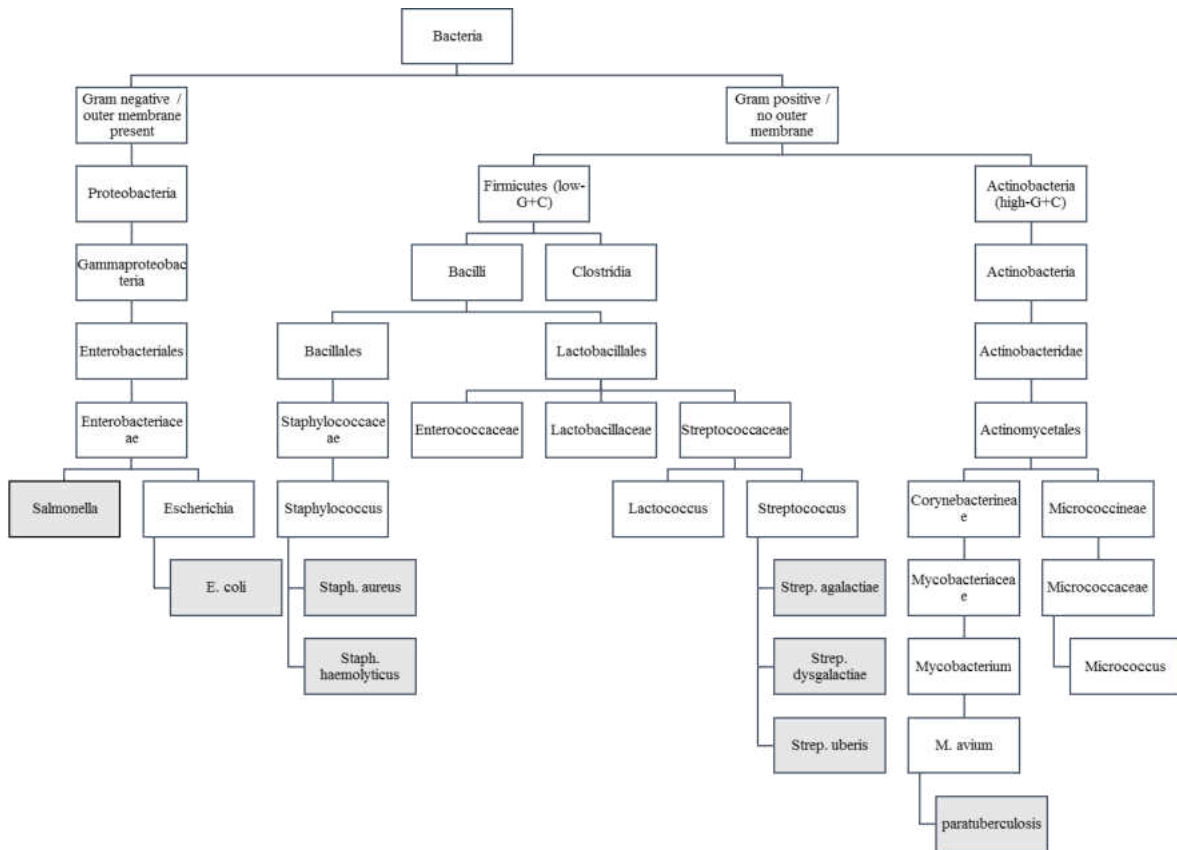 Bacteria
Gram negative /
outer membrane
present
Gram positive /
no outer
membrane
Proteobacteria
Firmicutes (low-
G+C)
Actinobacteria
(high-G+C)
Gammaproteobac
teria
Bacilli
Clostridia
Actinobacteria
Enterobacteriales
Bacillales
Lactobacillales
Actinobacteridae
Enterobacteriace
ae
Staphylococcace
ae
Enterococcaceae
Lactobacillaceae
Streptococcaceae
Actinomycetales
Salmonella
Escherichia
Staphylococcus
Lactococcus
Streptococcus
Corynebacterinea
e
Micrococcineae
E. coli
Staph. aureus
Strep. agalactiae
Mycobacteriacea
e
Micrococcaceae
Staph.
haemolyticus
Strep.
dysgalactiae
Mycobacterium
Micrococcus
Strep. uberis
M. avium
paratuberculosis